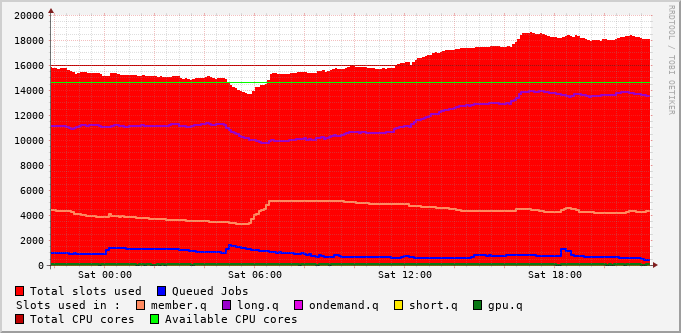 RRDTOOL / TOBI OETIKER
20000
18000
16000
14000
12000
10000
8000
6000
4000
2000
0
Sat 00:00 Sat 06:00 Sat 12:00 Sat 18:00
Total slots used Queued Jobs
Slots used in : member.q long.q ondemand.q short.q gpu.q
Total CPU cores Available CPU cores